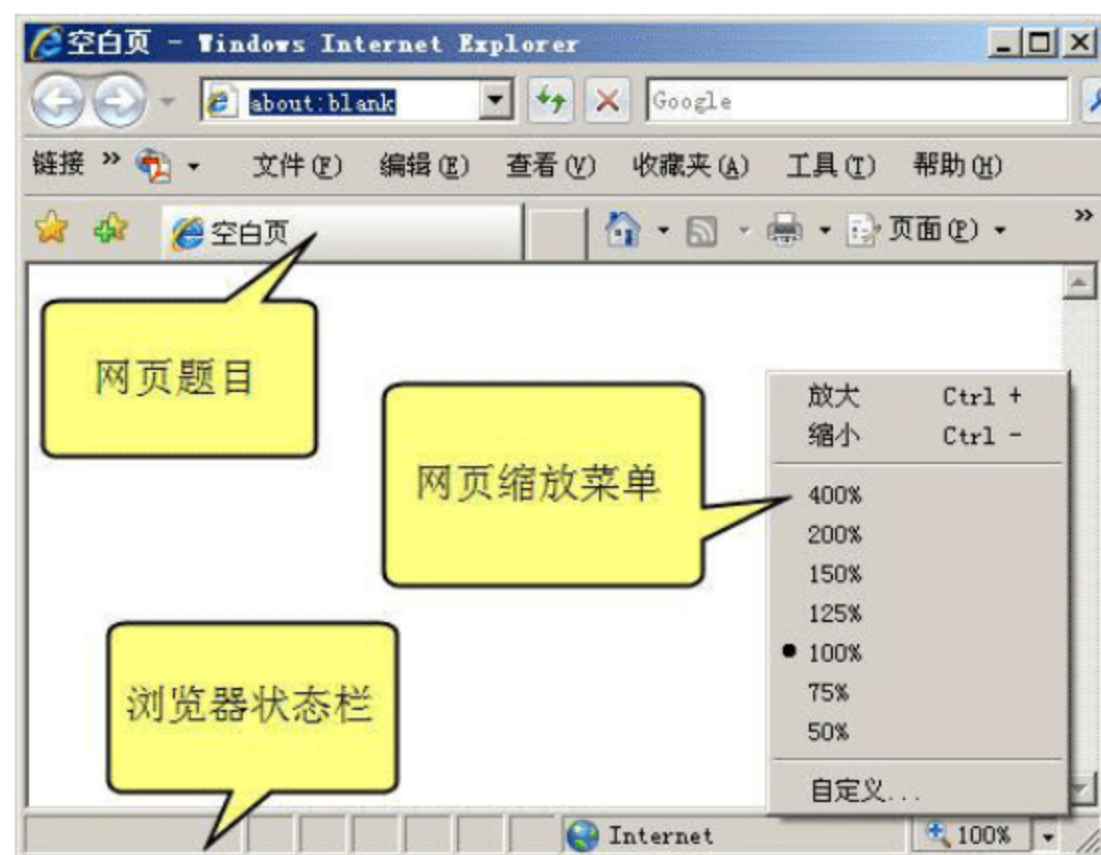 空白页 - Windows Internet Explorer
about:blank
Google
链接 »
文件(F) 编辑(E) 查看(V) 收藏夹(A) 工具(T) 帮助(H)
空白页
页面(P) »
网页题目
网页缩放菜单
浏览器状态栏
放大 Ctrl +
缩小 Ctrl -
400%
200%
150%
125%
100%
75%
50%
自定义...
Internet
100%